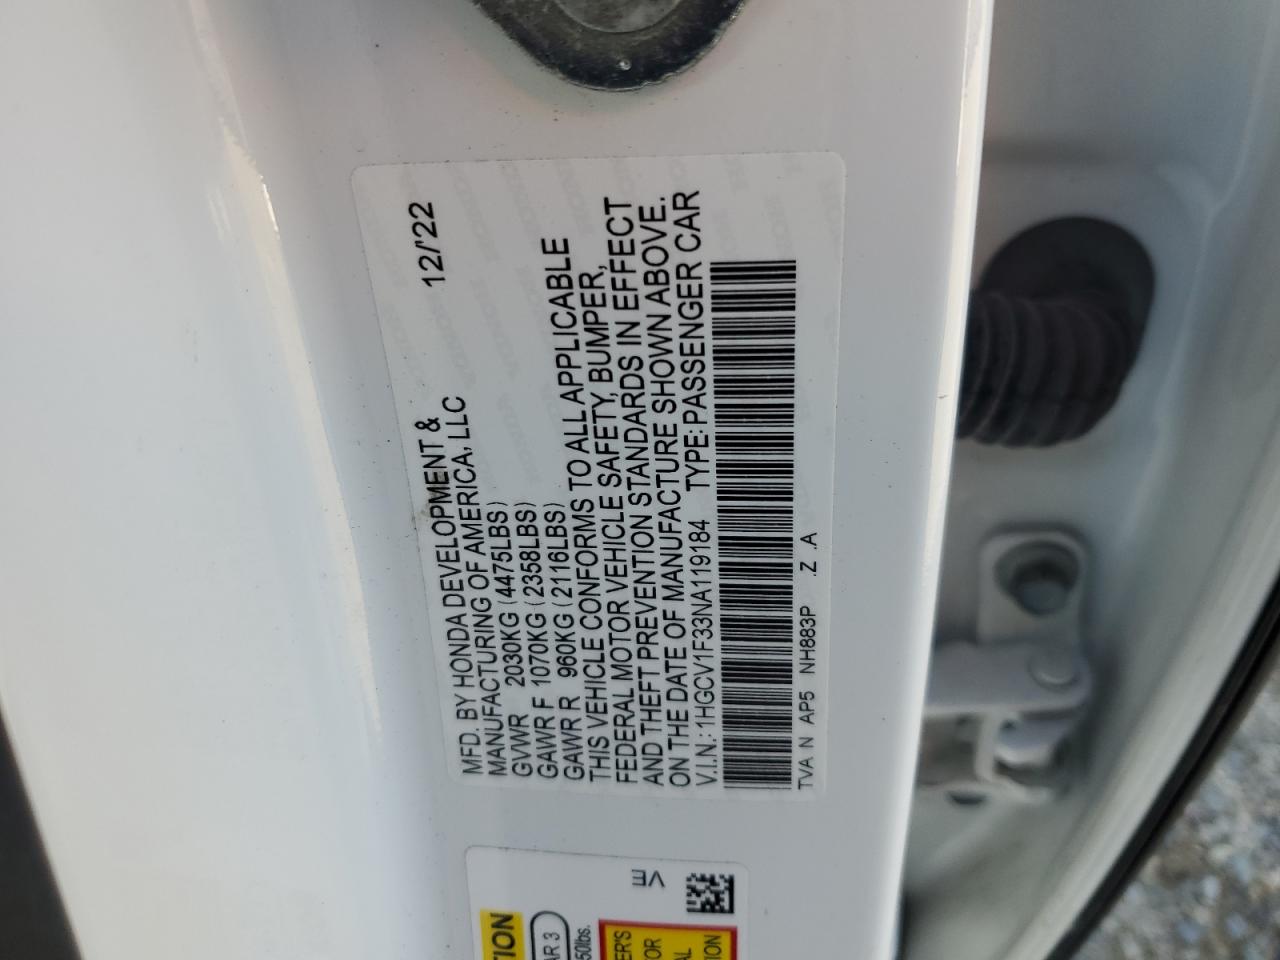 12/'22
MFD. BY HONDA DEVELOPMENT &
MANUFACTURING OF AMERICA, LLC
GVWR 2030KG (4475LBS)
GAWR F 1070KG (2358LBS)
GAWR R 960KG (2116LBS)
THIS VEHICLE CONFORMS TO ALL APPLICABLE
FEDERAL MOTOR VEHICLE SAFETY, BUMPER,
AND THEFT PREVENTION STANDARDS IN EFFECT
ON THE DATE OF MANUFACTURE SHOWN ABOVE.
V.I.N.: 1HGCV1F33NA119184 TYPE: PASSENGER CAR
TVA N AP5 NH883P .Z .A
VE